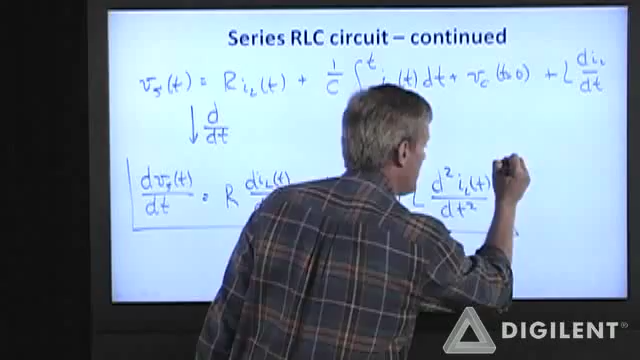 Series RLC circuit – continued
v_s(t) = R i_L(t) + 1/C ∫^t i_L(t) dt + v_C(t=0) + L di_L/dt
↓ d/dt
dv_s(t)/dt = R di_L(t)/ L d²i_L(t)/dt²
DIGILENT®